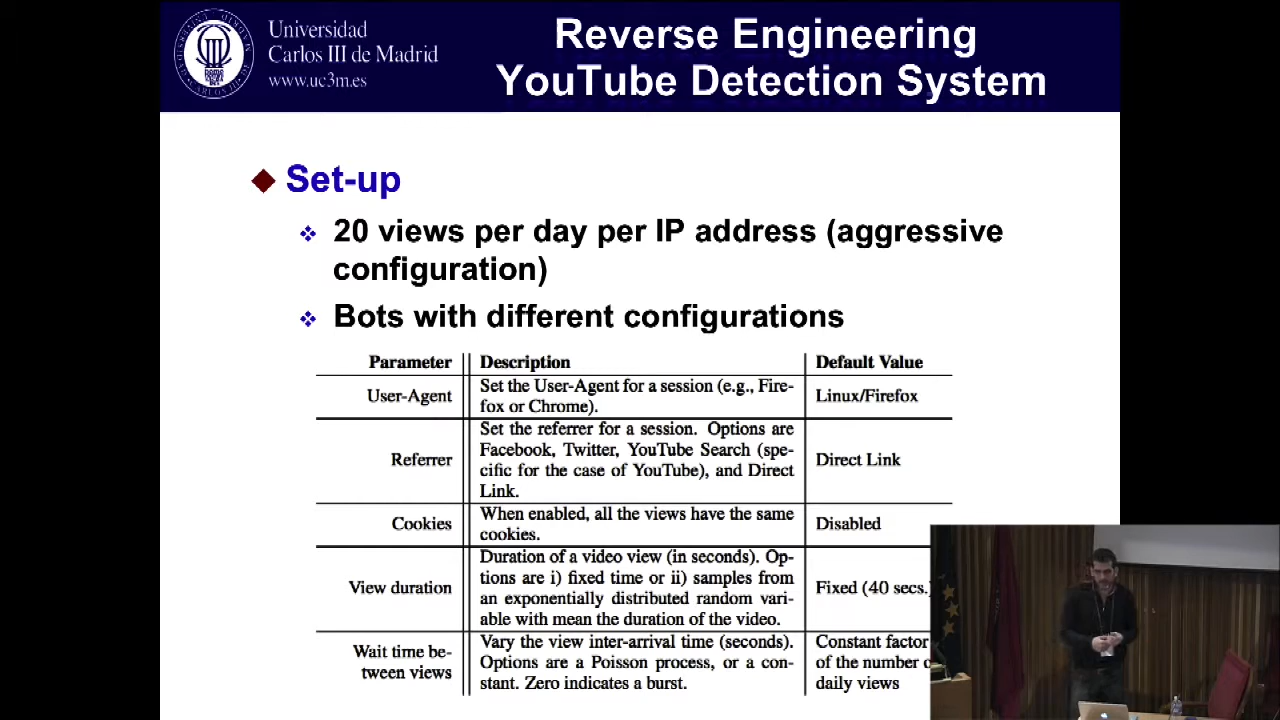 Universidad
Carlos III de Madrid
www.uc3m.es
Reverse Engineering
YouTube Detection System
Set-up
20 views per day per IP address (aggressive
configuration)
Bots with different configurations
Parameter Description Default Value
User-Agent Set the User-Agent for a session (e.g., Fire-
fox or Chrome). Linux/Firefox
Referrer Set the referrer for a session. Options are
Facebook, Twitter, YouTube Search (spe-
cific for the case of YouTube), and Direct
Link. Direct Link
Cookies When enabled, all the views have the same
cookies. Disabled
View duration Duration of a video view (in seconds). Op-
tions are i) fixed time or ii) samples from
an exponentially distributed random vari-
able with mean the duration of the video. Fixed (40 secs.)
Wait time be- Vary the view inter-arrival time (seconds). Constant factor
tween views Options are a Poisson process, or a con- of the number
stant. Zero indicates a burst. daily views